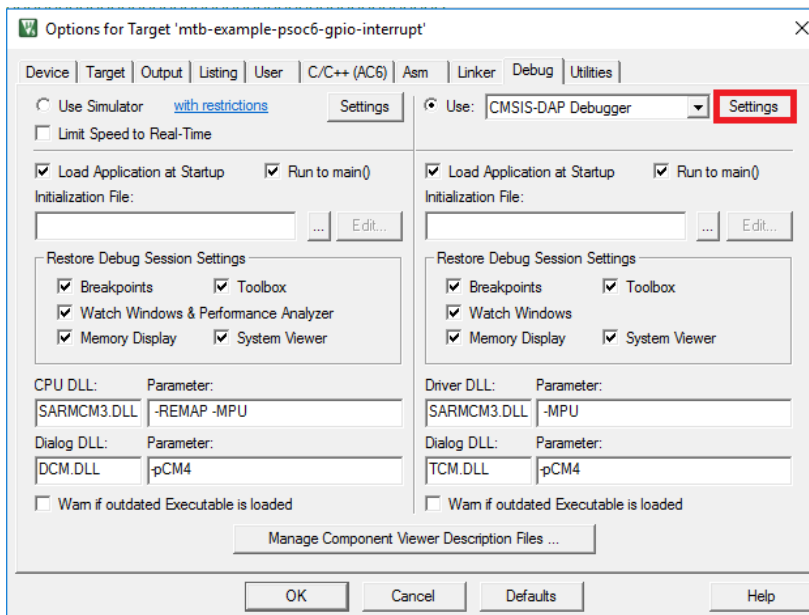 Options for Target 'mtb-example-psoc6-gpio-interrupt'
Device Target Output Listing User C/C++ (AC6) Asm Linker Debug Utilities
Use Simulator with restrictions Settings
Limit Speed to Real-Time
Load Application at Startup Run to main()
Initialization File:
... Edit...
Restore Debug Session Settings
Breakpoints Toolbox
Watch Windows & Performance Analyzer
Memory Display System Viewer
CPU DLL: Parameter:
SARMCM3.DLL -REMAP -MPU
Dialog DLL: Parameter:
DCM.DLL -pCM4
Warn if outdated Executable is loaded
Use: CMSIS-DAP Debugger Settings
Load Application at Startup Run to main()
Initialization File:
... Edit...
Restore Debug Session Settings
Breakpoints Toolbox
Watch Windows
Memory Display System Viewer
Driver DLL: Parameter:
SARMCM3.DLL -MPU
Dialog DLL: Parameter:
TCM.DLL -pCM4
Warn if outdated Executable is loaded
Manage Component Viewer Description Files ...
OK Cancel Defaults Help